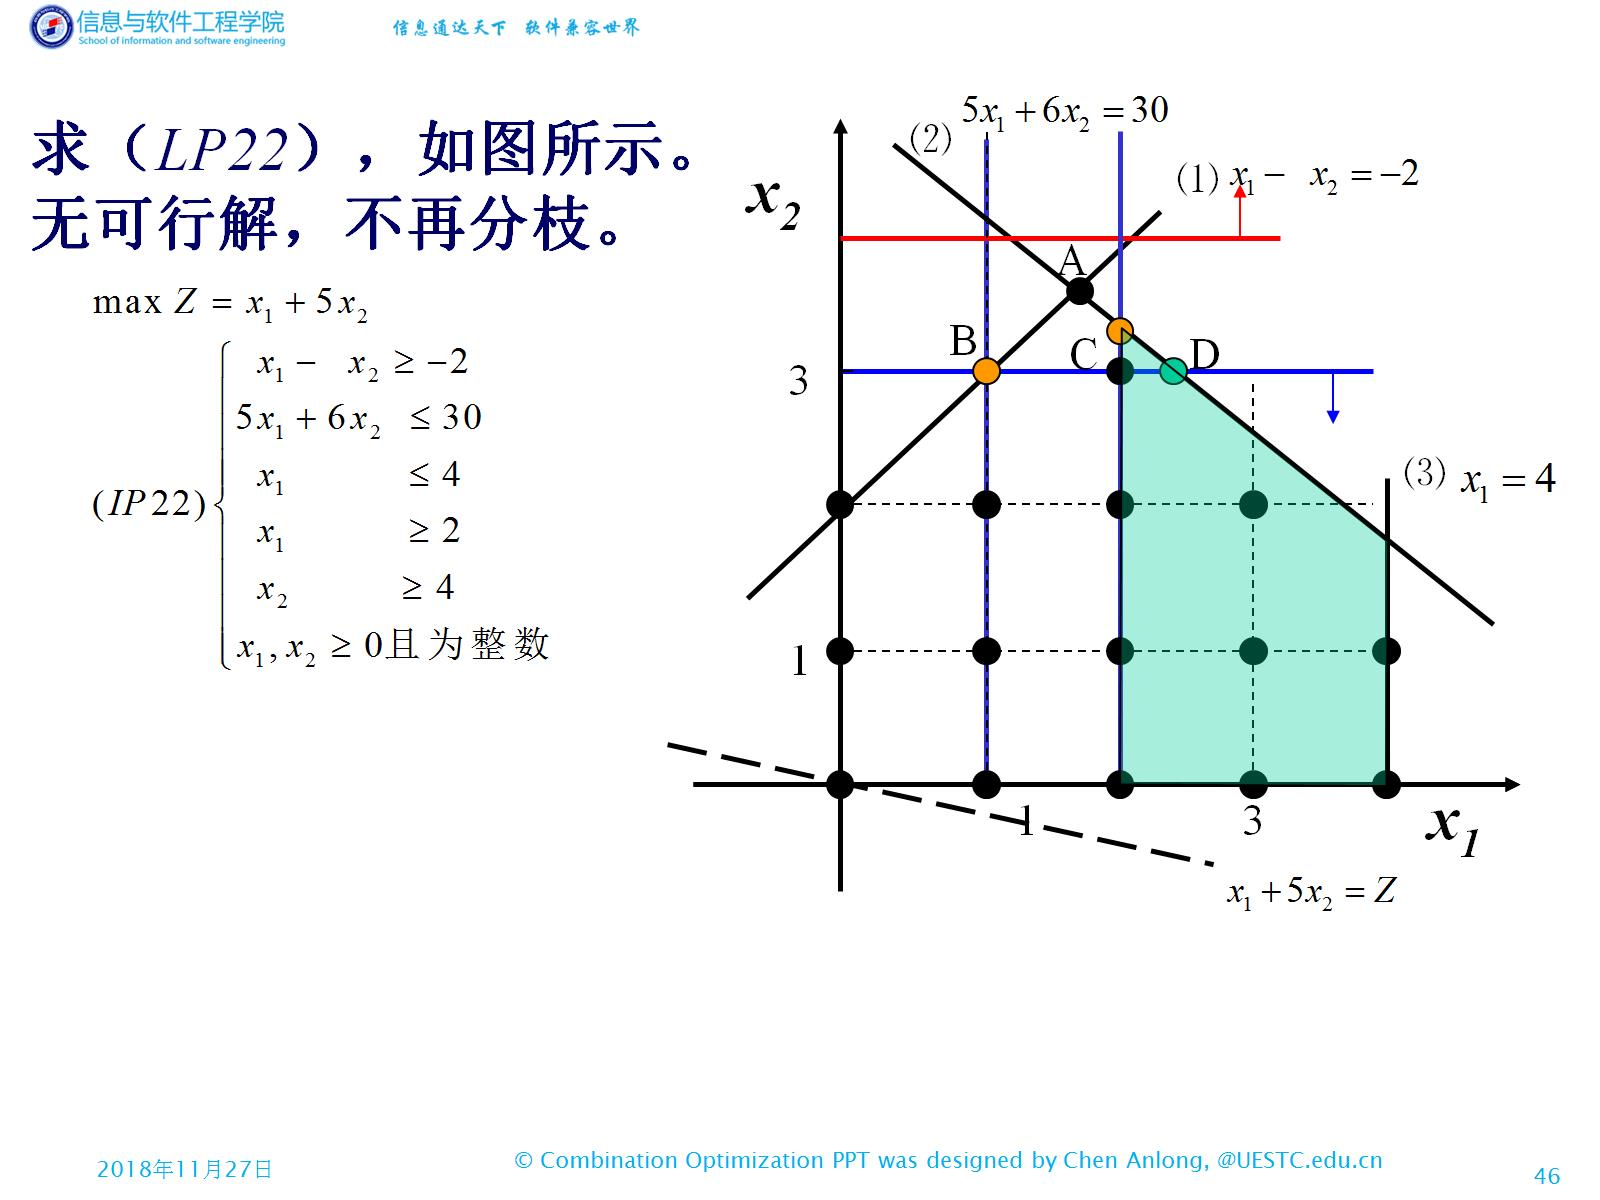 信息与软件工程学院
School of information and software engineering
信息通达天下 软件兼容世界
求（LP22），如图所示。
无可行解，不再分枝。
max Z = x₁ + 5x₂
(IP22)
x₁ − x₂ ≥ −2
5x₁ + 6x₂ ≤ 30
x₁ ≤ 4
x₁ ≥ 2
x₂ ≥ 4
x₁, x₂ ≥ 0且为整数
(2) 5x₁ + 6x₂ = 30
(1) x₁ − x₂ = −2
x₂
A
B
C
D
3
(3) x₁ = 4
1
1
3
x₁
x₁ + 5x₂ = Z
2018年11月27日
© Combination Optimization PPT was designed by Chen Anlong, @UESTC.edu.cn
46